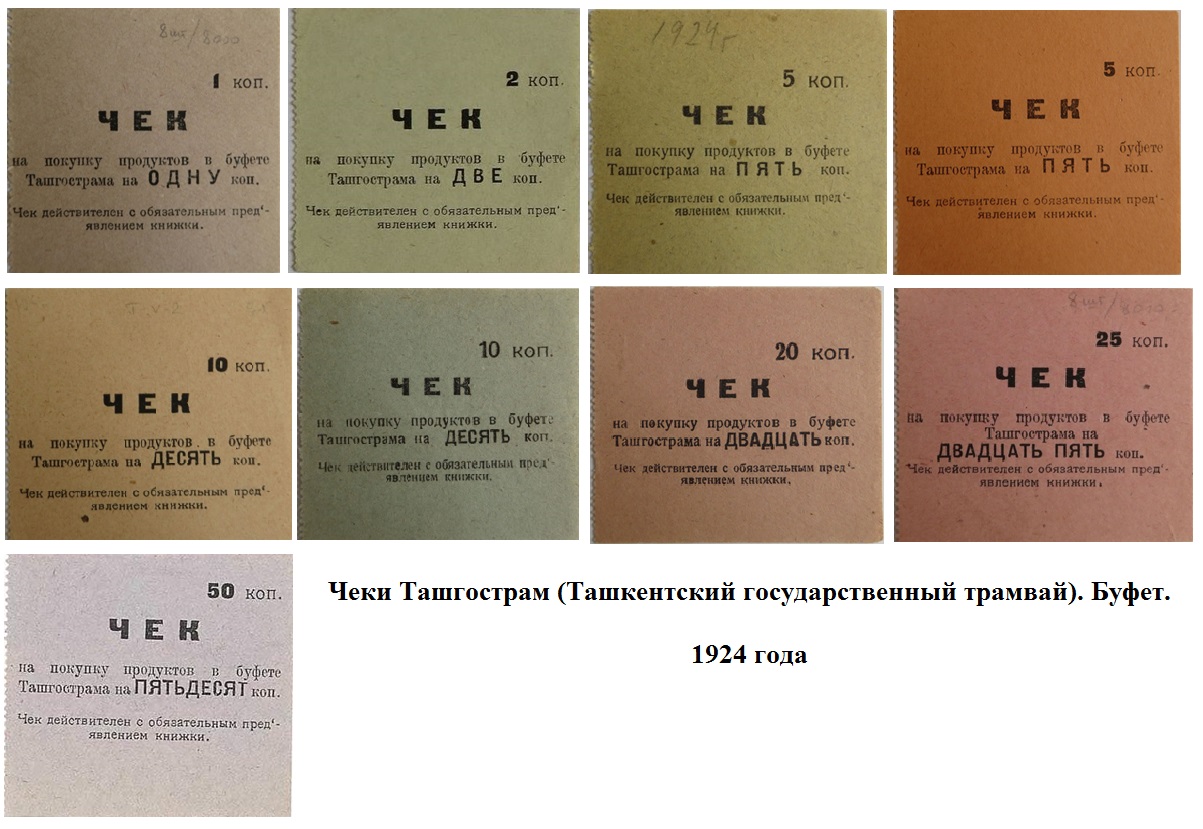 8шт/8000
1 коп.
ЧЕК
на покупку продуктов в буфете
Ташгострама на ОДНУ коп.
Чек действителен с обязательным пред‘-
явлением книжки.
2 коп.
ЧЕК
на покупку продуктов в буфете
Ташгострама на ДВЕ коп.
Чек действителен с обязательным пред‘-
явлением книжки.
1924г
5 коп.
ЧЕК
на покупку продуктов в буфете
Ташгострама на ПЯТЬ коп.
Чек действителен с обязательным пред‘-
явлением книжки.
5 коп.
ЧЕК
на покупку продуктов в буфете
Ташгострама на ПЯТЬ коп.
Чек действителен с обязательным пред‘-
явлением книжки.
10 коп.
ЧЕК
на покупку продуктов в буфете
Ташгострама на ДЕСЯТЬ коп.
Чек действителен с обязательным пред‘-
явлением книжки.
10 коп.
ЧЕК
на покупку продуктов в буфете
Ташгострама на ДЕСЯТЬ коп.
Чек действителен с обязательным пред‘-
явлением книжки.
20 коп.
ЧЕК
на покупку продуктов в буфете
Ташгострама на ДВАДЦАТЬ коп.
Чек действителен с обязательным пред‘-
явлением книжки.
8шт/8000
25 коп.
ЧЕК
на покупку продуктов в буфете
Ташгострама на
ДВАДЦАТЬ ПЯТЬ коп.
Чек действителен с обязательным пред‘-
явлением книжки.
50 коп.
ЧЕК
на покупку продуктов в буфете
Ташгострама на ПЯТЬДЕСЯТ коп.
Чек действителен с обязательным пред‘-
явлением книжки.
Чеки Ташгострам (Ташкентский государственный трамвай). Буфет.
1924 года